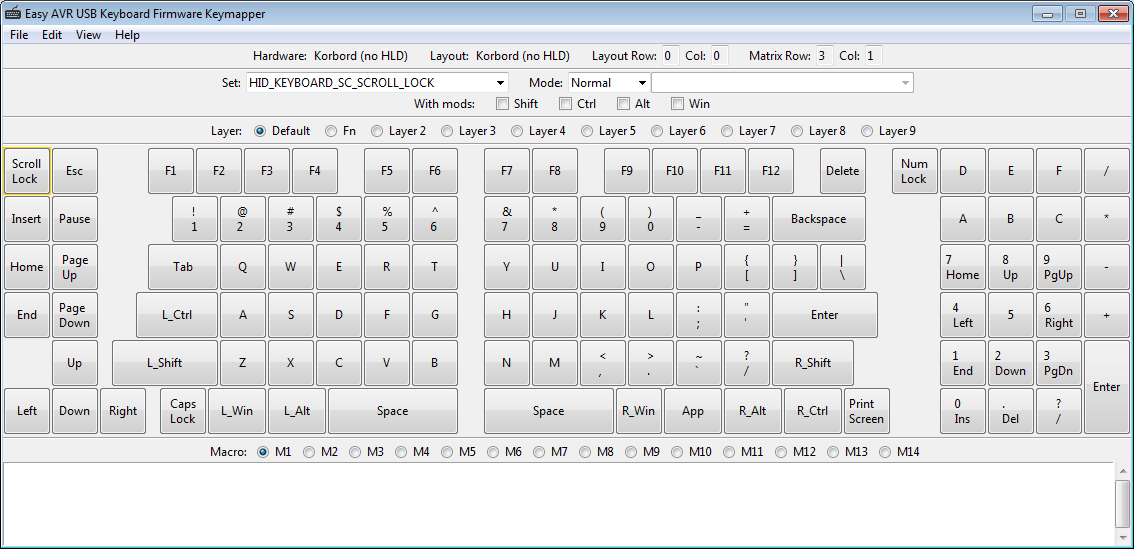 Easy AVR USB Keyboard Firmware Keymapper
File Edit View Help
Hardware: Korbord (no HLD) Layout: Korbord (no HLD) Layout Row: 0 Col: 0 Matrix Row: 3 Col: 1
Set: HID_KEYBOARD_SC_SCROLL_LOCK Mode: Normal
With mods: Shift Ctrl Alt Win
Layer: Default Fn Layer 2 Layer 3 Layer 4 Layer 5 Layer 6 Layer 7 Layer 8 Layer 9
Scroll Lock Esc F1 F2 F3 F4 F5 F6 F7 F8 F9 F10 F11 F12 Delete Num Lock D E F /
Insert Pause ! 1 @ 2 # 3 $ 4 % 5 ^ 6 & 7 * 8 ( 9 ) 0 _ - + = Backspace A B C *
Home Page Up Tab Q W E R T Y U I O P { [ } ] | \ 7 Home 8 Up 9 PgUp -
End Page Down L_Ctrl A S D F G H J K L : ; " ' Enter 4 Left 5 6 Right +
Up L_Shift Z X C V B N M < , > . ~ ` ? / R_Shift 1 End 2 Down 3 PgDn Enter
Left Down Right Caps Lock L_Win L_Alt Space Space R_Win App R_Alt R_Ctrl Print Screen 0 Ins . Del ? /
Macro: M1 M2 M3 M4 M5 M6 M7 M8 M9 M10 M11 M12 M13 M14